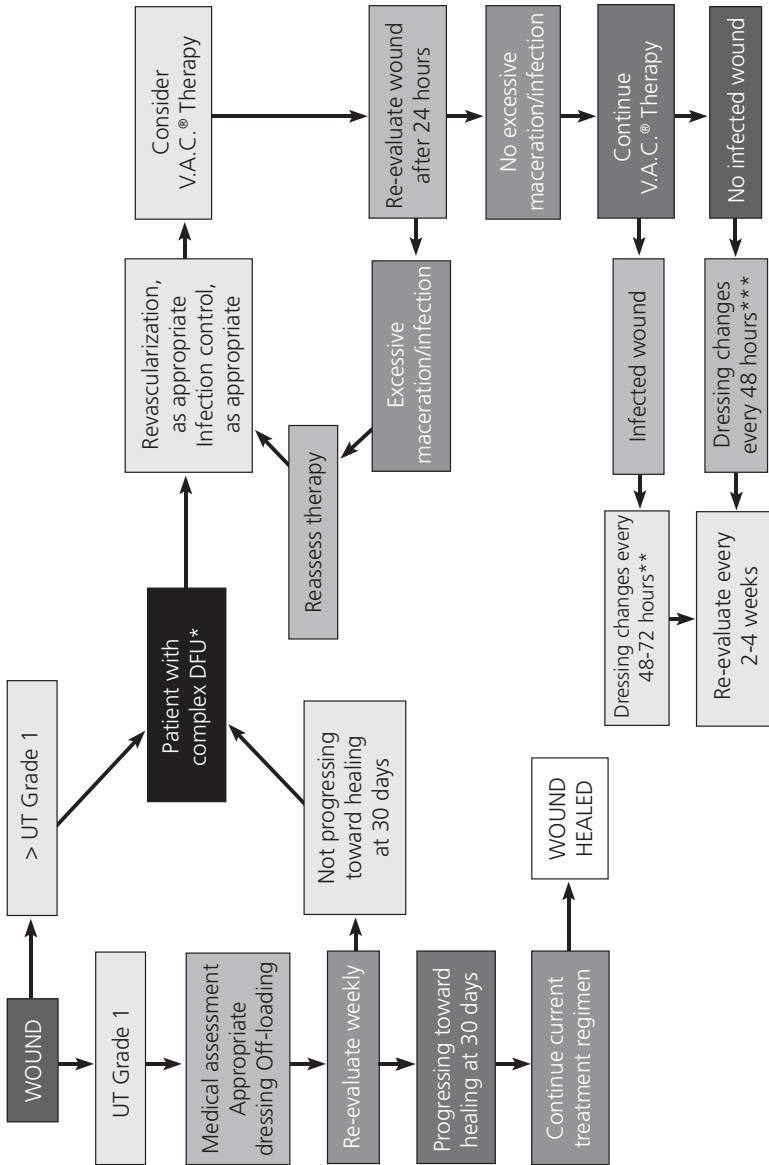 WOUND
> UT Grade 1
UT Grade 1
Medical assessment
Appropriate
dressing Off-loading
Re-evaluate weekly
Not progressing
toward healing
at 30 days
Progressing toward
healing at 30 days
Continue current
treatment regimen
WOUND
HEALED
Patient with
complex DFU*
Revascularization,
as appropriate
Infection control,
as appropriate
Consider
V.A.C.® Therapy
Re-evaluate wound
after 24 hours
Excessive
maceration/infection
Reassess therapy
No excessive
maceration/infection
Continue
V.A.C.® Therapy
Infected wound
Dressing changes every
48-72 hours**
No infected wound
Dressing changes
every 48 hours***
Re-evaluate every
2-4 weeks